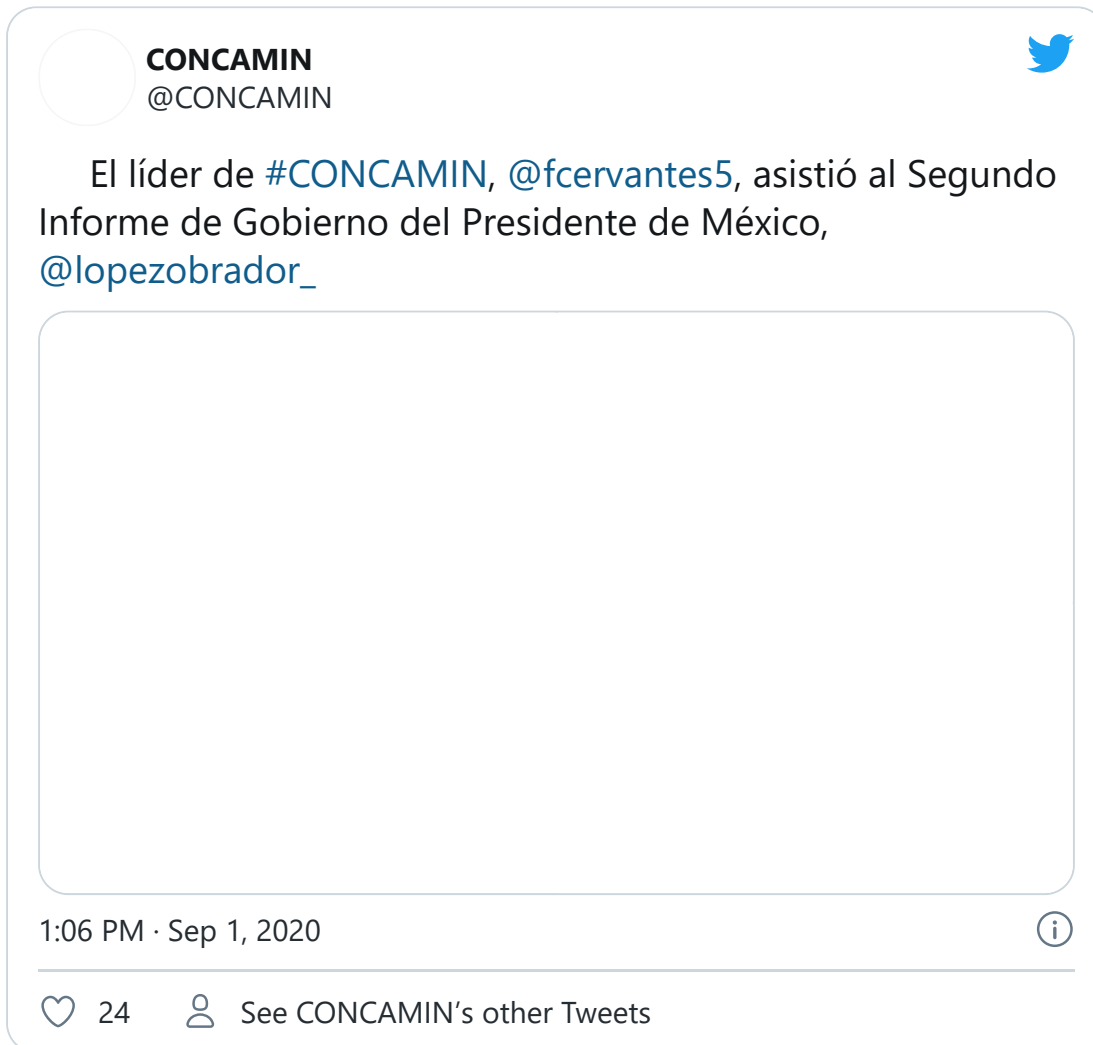 CONCAMIN
@CONCAMIN
El líder de #CONCAMIN, @fcervantes5, asistió al Segundo
Informe de Gobierno del Presidente de México,
@lopezobrador_
1:06 PM · Sep 1, 2020
24 See CONCAMIN's other Tweets